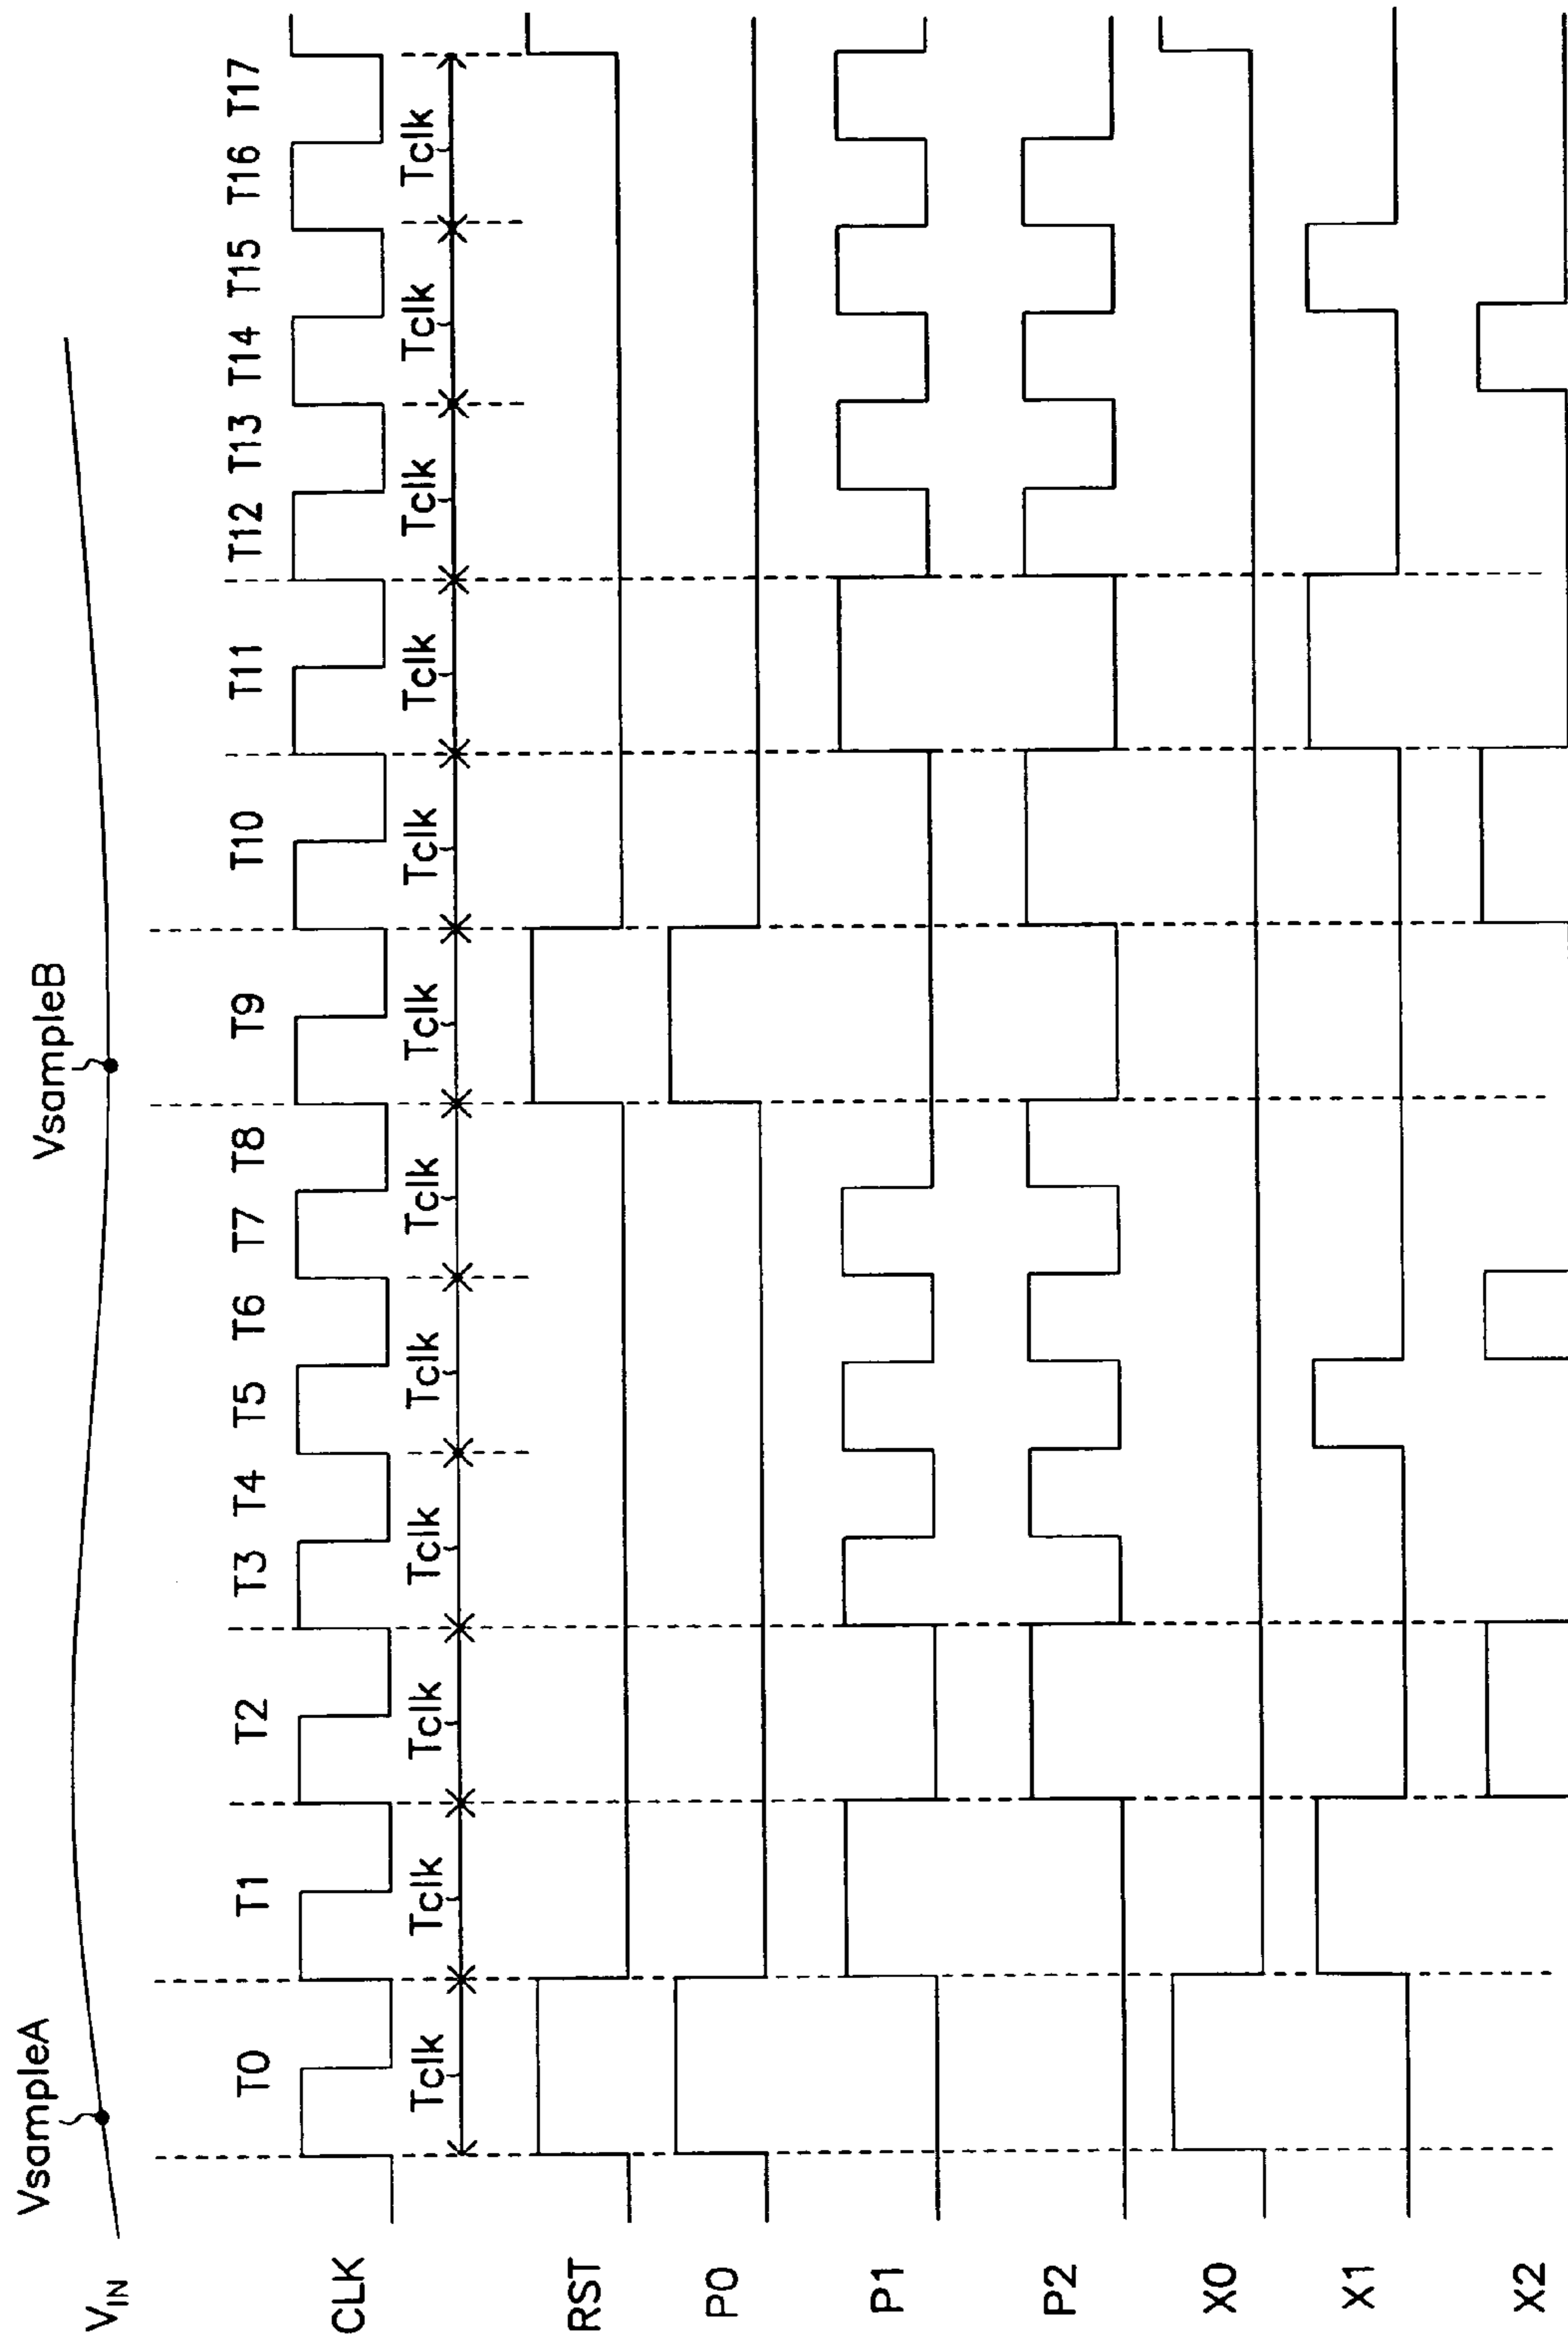 VsampleA
VsampleB
VIN
T0 T1 T2 T3 T4 T5 T6 T7 T8 T9 T10 T11 T12 T13 T14 T15 T16 T17
CLK
Tclk Tclk Tclk Tclk Tclk Tclk Tclk Tclk Tclk Tclk Tclk Tclk
RST
P0
P1
P2
X0
X1
X2